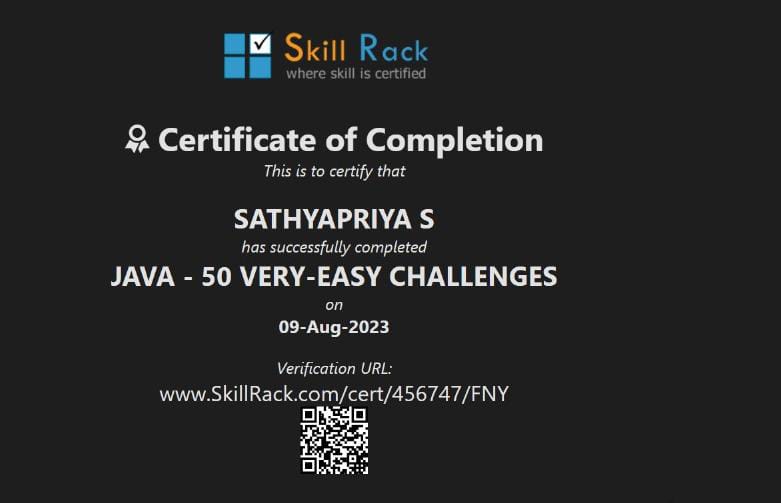 Skill Rack
where skill is certified
Certificate of Completion
This is to certify that
SATHYAPRIYA S
has successfully completed
JAVA - 50 VERY-EASY CHALLENGES
on
09-Aug-2023
Verification URL:
www.SkillRack.com/cert/456747/FNY